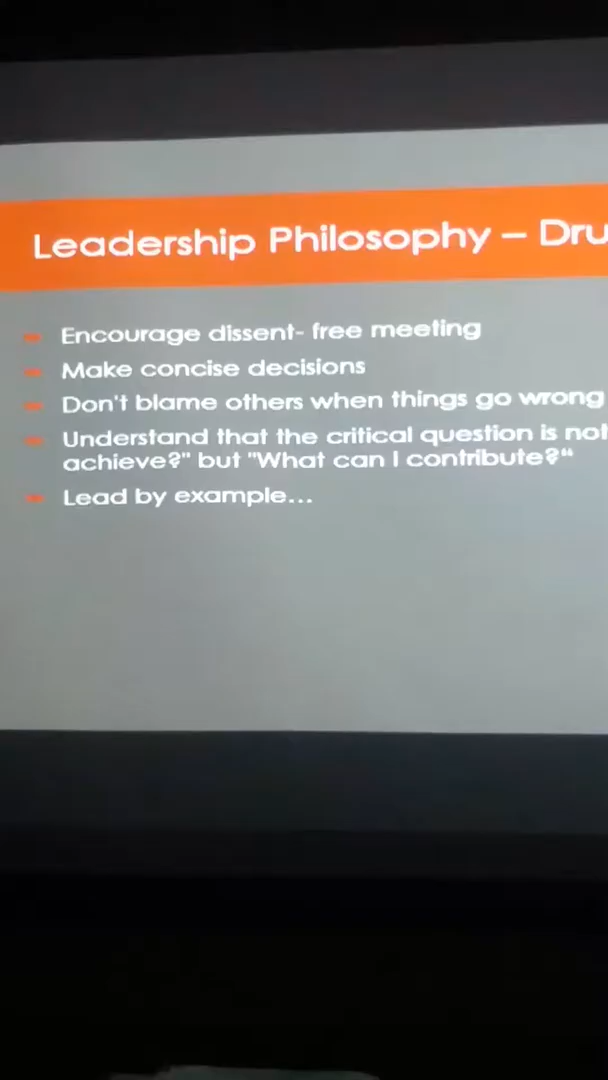 Leadership Philosophy – Dru
Encourage dissent- free meeting
Make concise decisions
Don't blame others when things go wrong
Understand that the critical question is not
achieve?" but "What can I contribute?“
Lead by example...